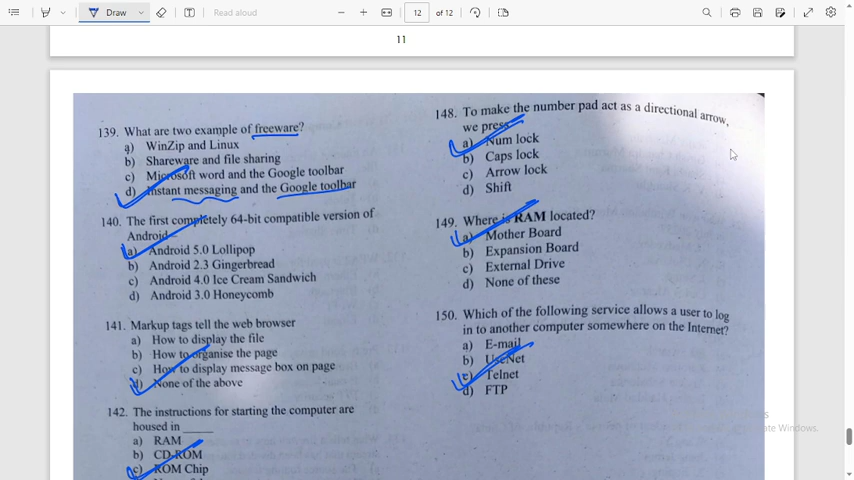 Draw
Read aloud
12
of 12
11
139. What are two example of freeware?
a) WinZip and Linux
b) Shareware and file sharing
c) Microsoft word and the Google toolbar
d) Instant messaging and the Google toolbar
140. The first completely 64-bit compatible version of
Android
a) Android 5.0 Lollipop
b) Android 2.3 Gingerbread
c) Android 4.0 Ice Cream Sandwich
d) Android 3.0 Honeycomb
141. Markup tags tell the web browser
a) How to display the file
b) How to organise the page
c) How to display message box on page
d) None of the above
142. The instructions for starting the computer are
housed in _____
a) RAM
b) CD-ROM
c) ROM Chip
148. To make the number pad act as a directional arrow,
we press
a) Num lock
b) Caps lock
c) Arrow lock
d) Shift
149. Where is RAM located?
a) Mother Board
b) Expansion Board
c) External Drive
d) None of these
150. Which of the following service allows a user to log
in to another computer somewhere on the Internet?
a) E-mail
b) UseNet
c) Telnet
d) FTP
Windows.